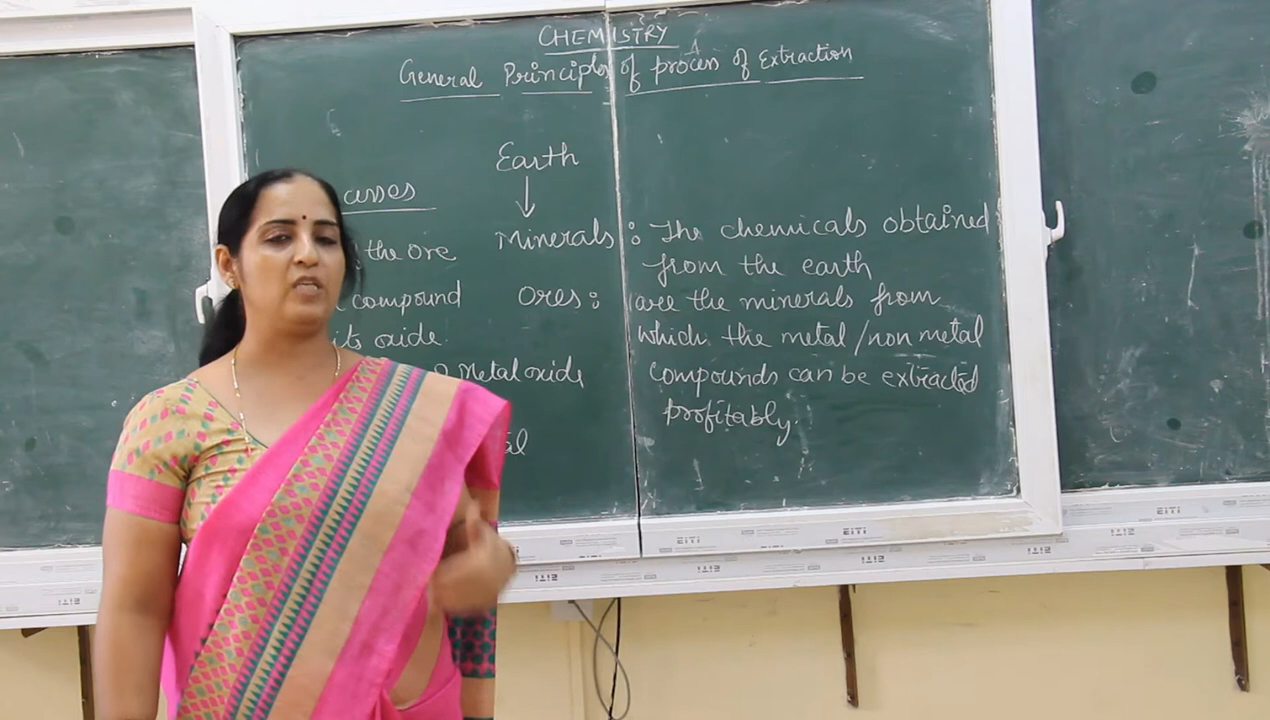 CHEMISTRY
General Principles of process of Extraction
Earth
the ore
compound
its oxide.
Metal oxide
Minerals : The chemicals obtained
from the earth
Ores : are the minerals from
which the metal / non metal
compounds can be extracted
profitably.